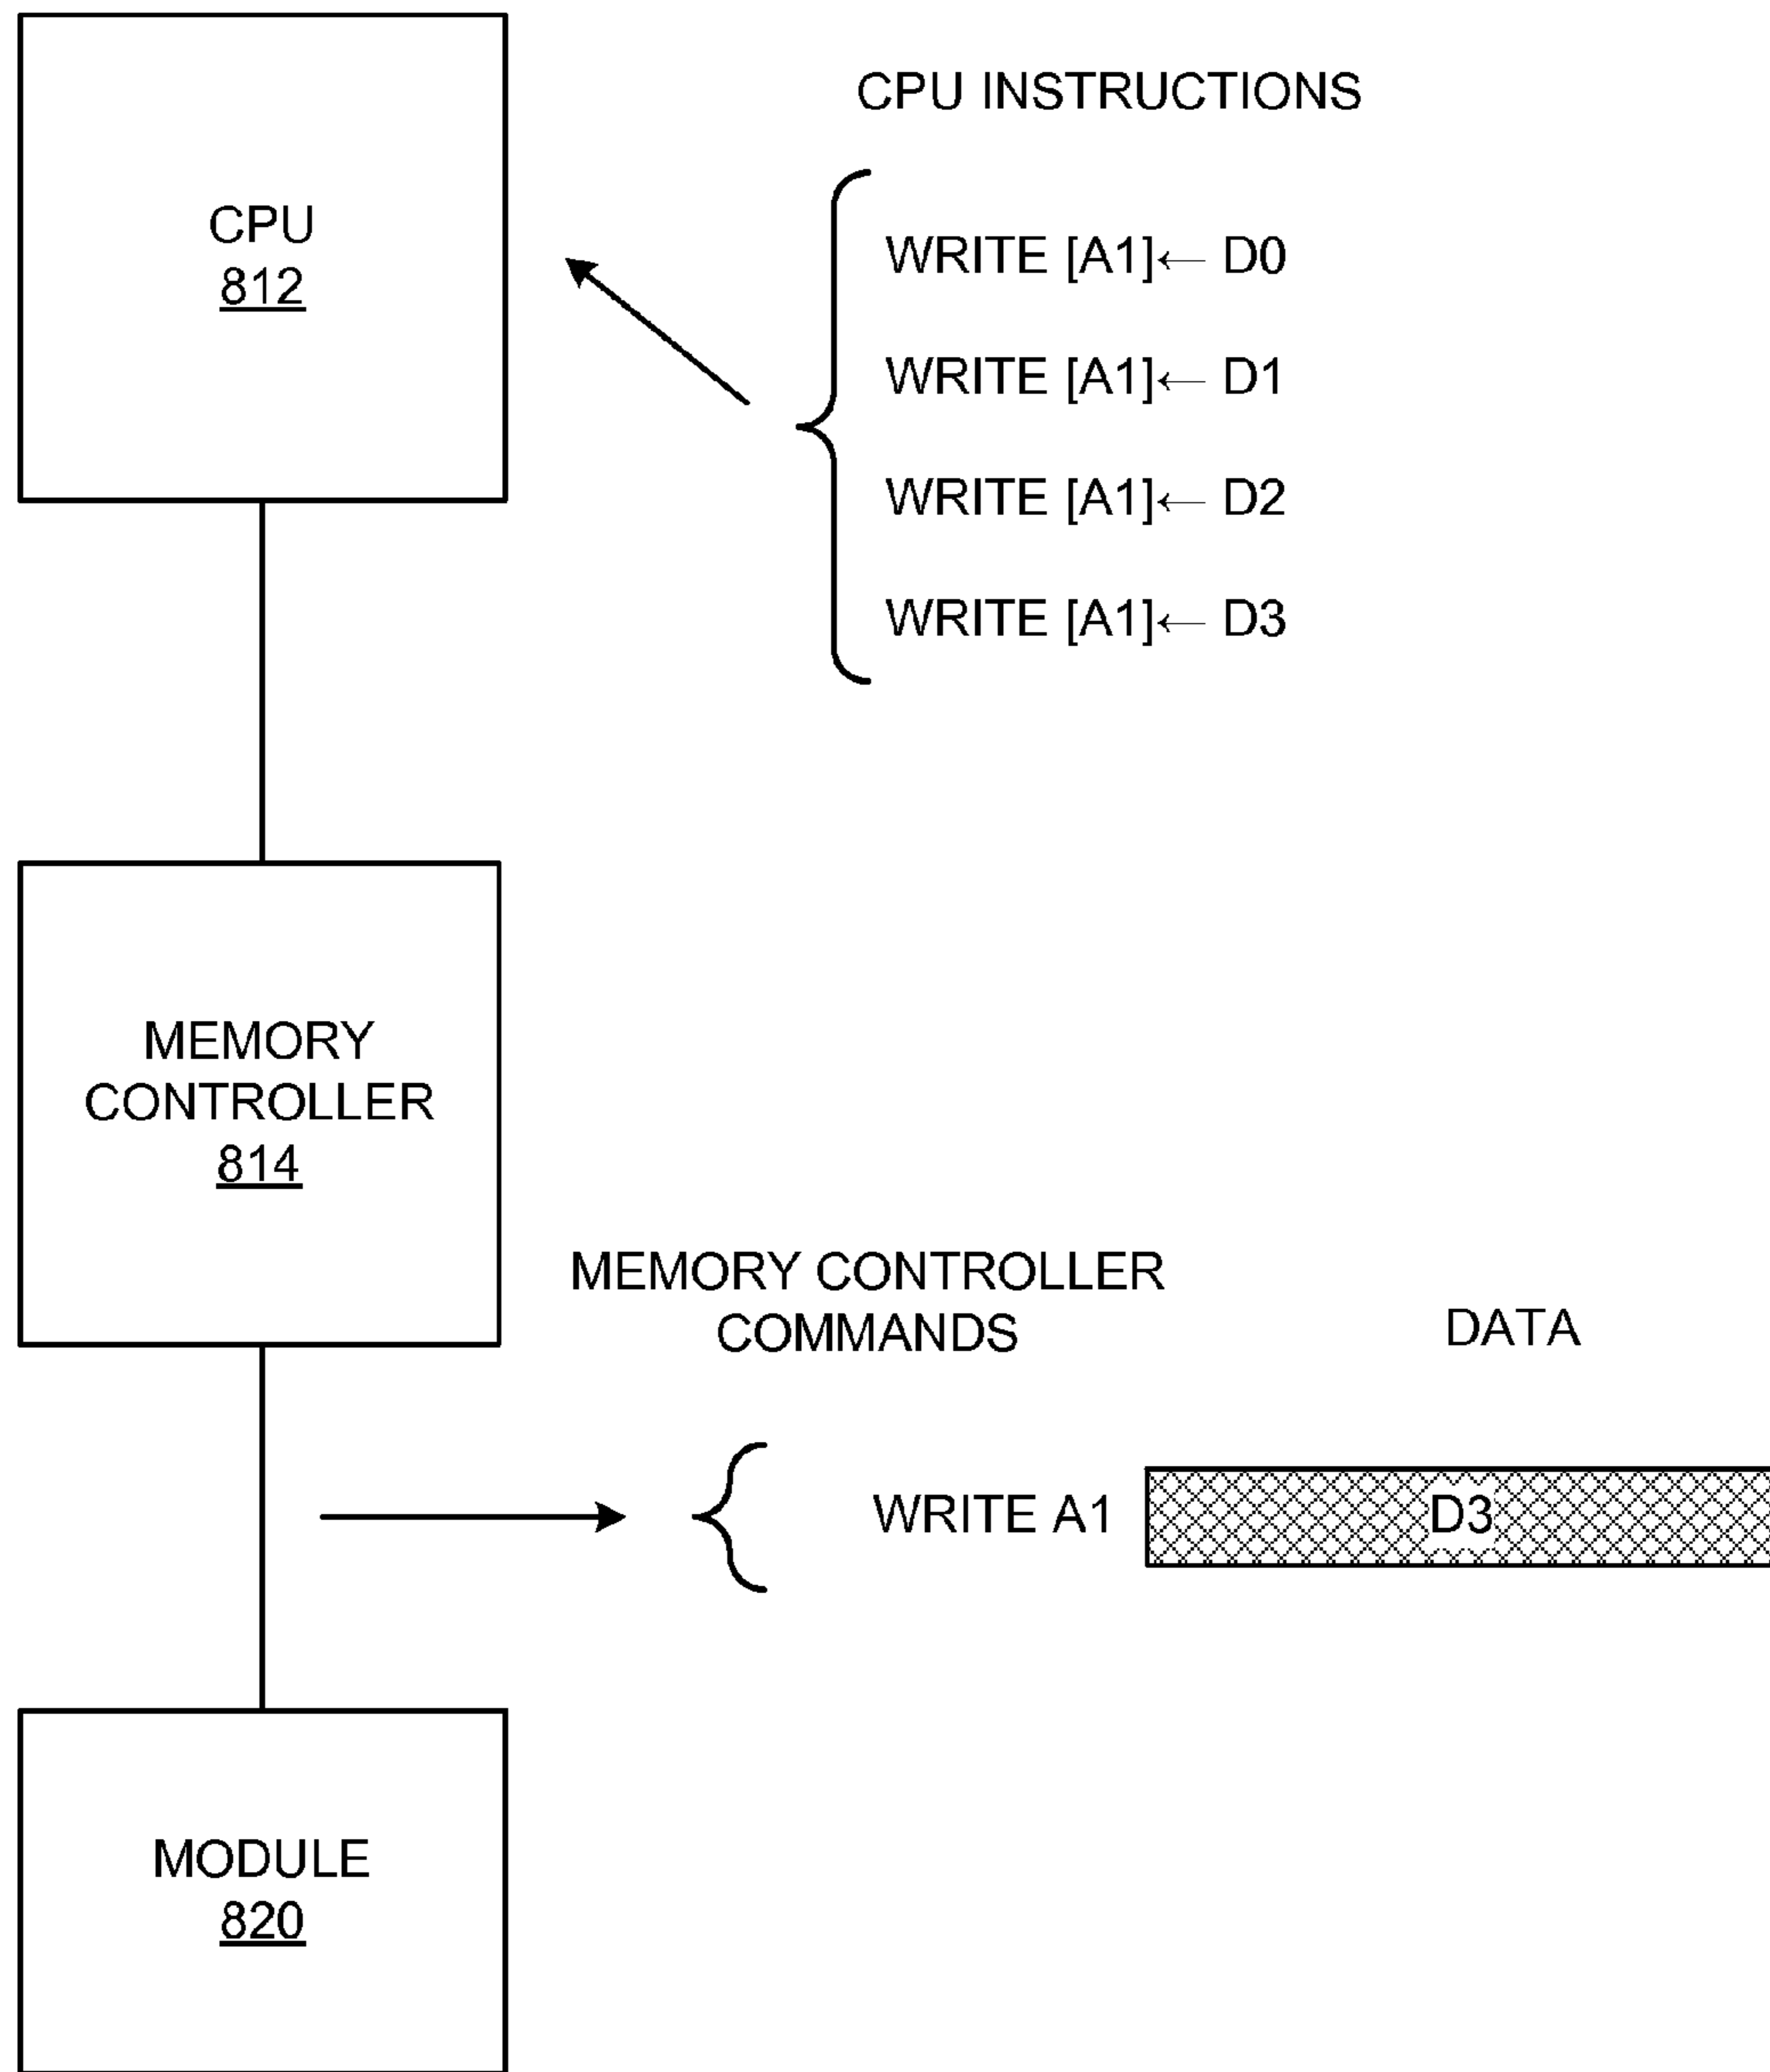 CPU
812
CPU INSTRUCTIONS
WRITE [A1]← D0
WRITE [A1]← D1
WRITE [A1]← D2
WRITE [A1]← D3
MEMORY
CONTROLLER
814
MEMORY CONTROLLER
COMMANDS
DATA
WRITE A1
D3
MODULE
820